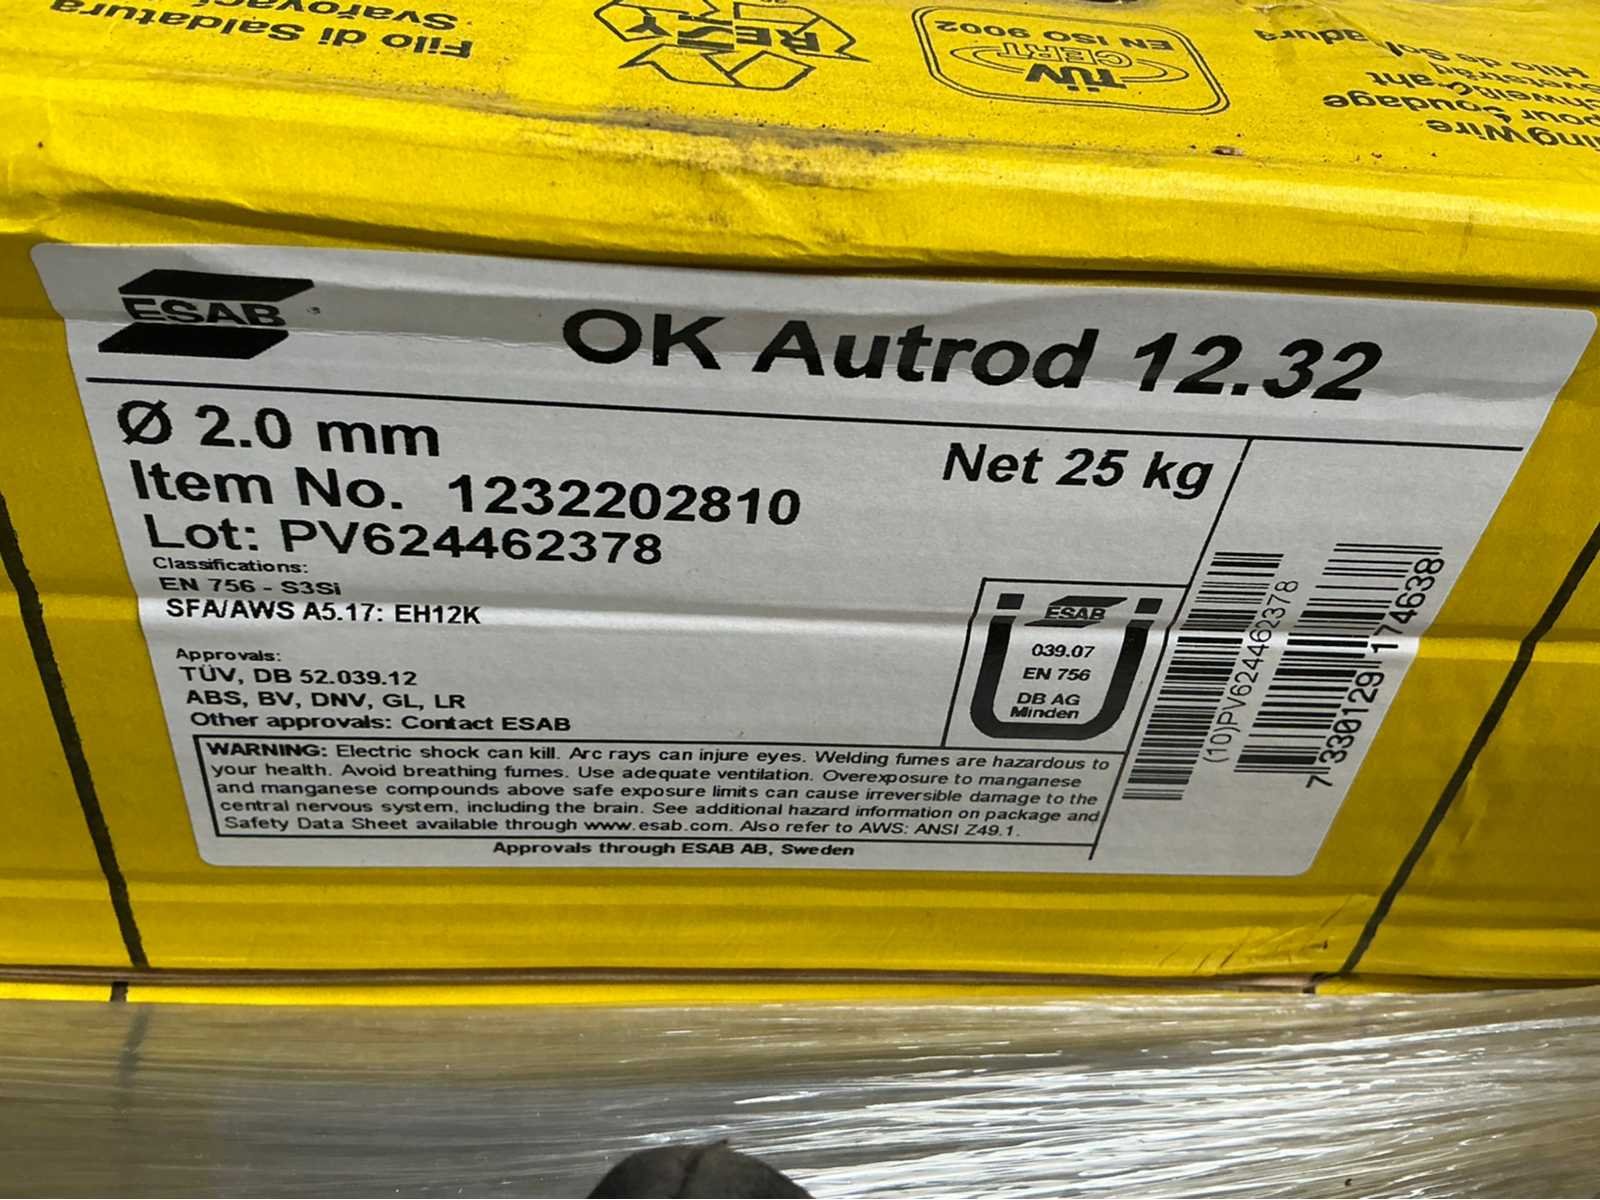 Filo di Saldatura
RESY
EN ISO 9002
TÜV
CERT
pour Soudage
ESAB
OK Autrod 12.32
Ø 2.0 mm
Net 25 kg
Item No. 1232202810
Lot: PV624462378
Classifications:
EN 756 - S3Si
SFA/AWS A5.17: EH12K
Approvals:
TÜV, DB 52.039.12
ABS, BV, DNV, GL, LR
Other approvals: Contact ESAB
ESAB
039.07
EN 756
DB AG
Minden
(10)PV624462378
7330129174638
WARNING: Electric shock can kill. Arc rays can injure eyes. Welding fumes are hazardous to
your health. Avoid breathing fumes. Use adequate ventilation. Overexposure to manganese
and manganese compounds above safe exposure limits can cause irreversible damage to the
central nervous system, including the brain. See additional hazard information on package and
Safety Data Sheet available through www.esab.com. Also refer to AWS: ANSI Z49.1.
Approvals through ESAB AB, Sweden